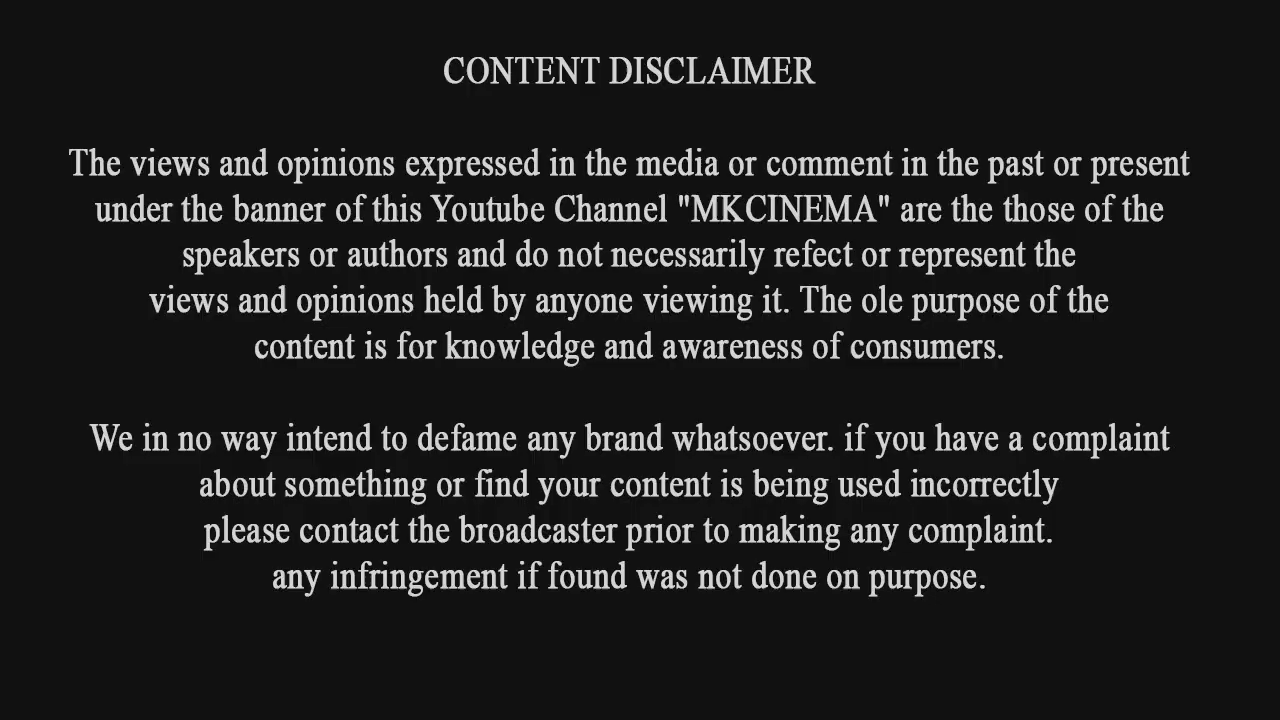 CONTENT DISCLAIMER
The views and opinions expressed in the media or comment in the past or present
under the banner of this Youtube Channel "MKCINEMA" are the those of the
speakers or authors and do not necessarily refect or represent the
views and opinions held by anyone viewing it. The ole purpose of the
content is for knowledge and awareness of consumers.
We in no way intend to defame any brand whatsoever. if you have a complaint
about something or find your content is being used incorrectly
please contact the broadcaster prior to making any complaint.
any infringement if found was not done on purpose.